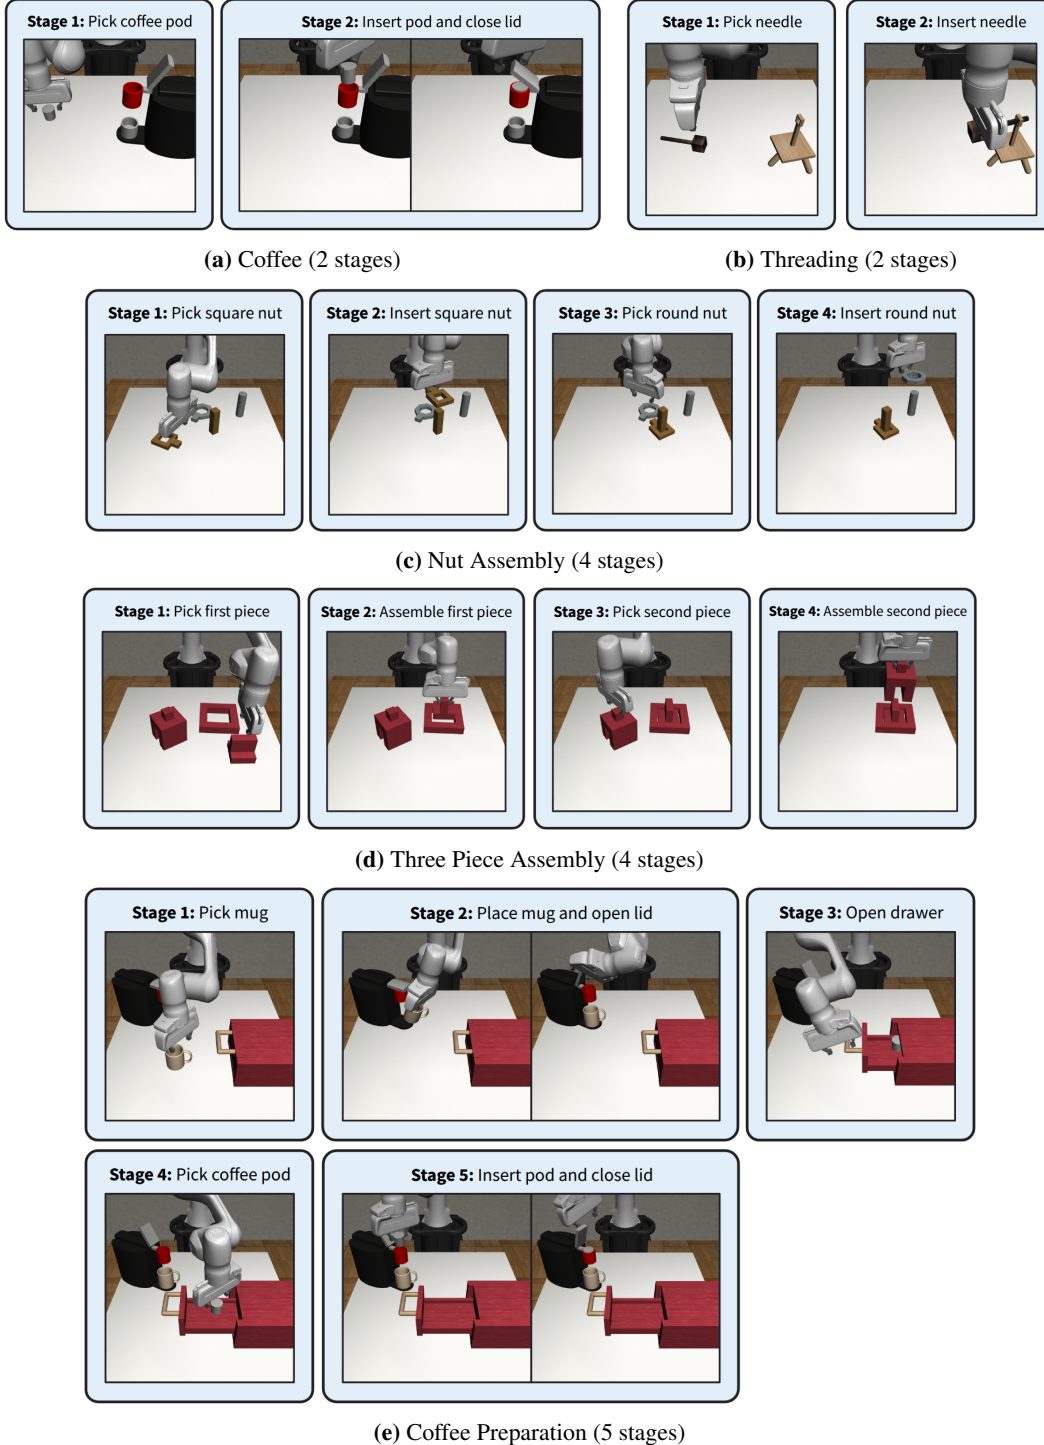 Stage 1: Pick coffee pod
Stage 2: Insert pod and close lid
Stage 1: Pick needle
Stage 2: Insert needle
(a) Coffee (2 stages)
(b) Threading (2 stages)
Stage 1: Pick square nut
Stage 2: Insert square nut
Stage 3: Pick round nut
Stage 4: Insert round nut
(c) Nut Assembly (4 stages)
Stage 1: Pick first piece
Stage 2: Assemble first piece
Stage 3: Pick second piece
Stage 4: Assemble second piece
(d) Three Piece Assembly (4 stages)
Stage 1: Pick mug
Stage 2: Place mug and open lid
Stage 3: Open drawer
Stage 4: Pick coffee pod
Stage 5: Insert pod and close lid
(e) Coffee Preparation (5 stages)